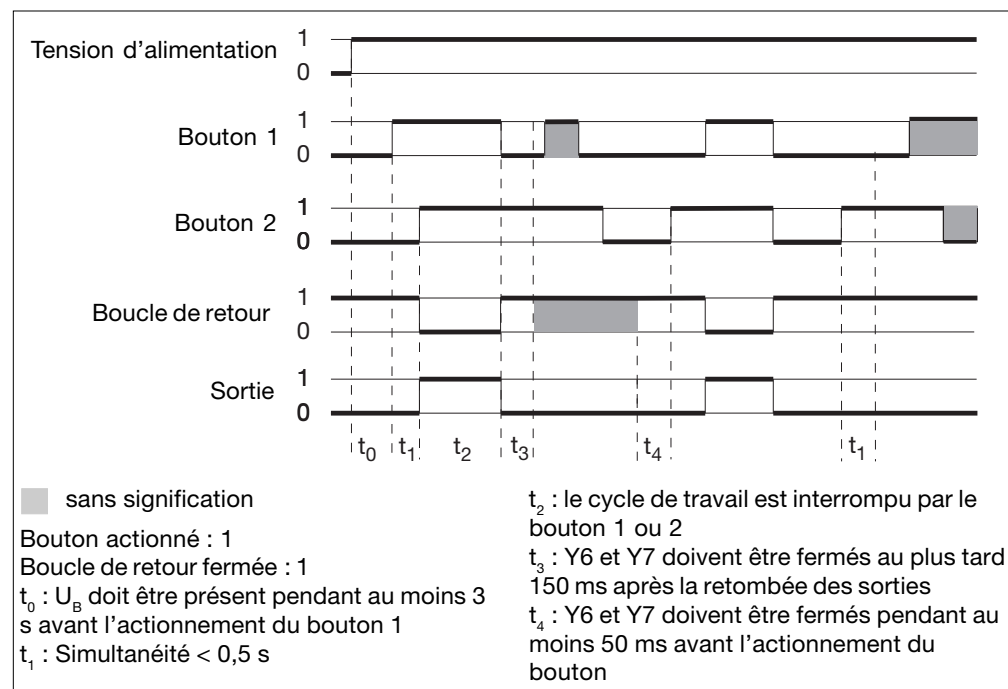 Tension d'alimentation 1
0
Bouton 1 1
0
Bouton 2 1
0
Boucle de retour 1
0
Sortie 1
0
t0 t1 t2 t3 t4 t1
sans signification
Bouton actionné : 1
Boucle de retour fermée : 1
t0 : UB doit être présent pendant au moins 3
s avant l'actionnement du bouton 1
t1 : Simultanéité < 0,5 s
t2 : le cycle de travail est interrompu par le
bouton 1 ou 2
t3 : Y6 et Y7 doivent être fermés au plus tard
150 ms après la retombée des sorties
t4 : Y6 et Y7 doivent être fermés pendant au
moins 50 ms avant l'actionnement du
bouton